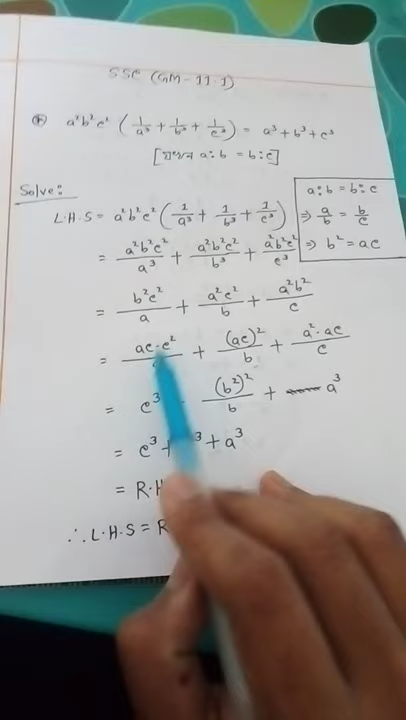 SSC (GM-11.1)
* a²b²c² (1/a³ + 1/b³ + 1/c³) = a³ + b³ + c³
[যখন a:b = b:c]
Solve:
L.H.S = a²b²c² (1/a³ + 1/b³ + 1/c³)
= a²b²c²/a³ + a²b²c²/b³ + a²b²c²/c³
= b²c²/a + a²c²/b + a²b²/c
= ac·c²/ + (ac)²/b + a²·ac/c
= c³ (b²)²/b + a³
= c³ + ³ + a³
= R.H
∴ L.H.S = R
a:b = b:c
⇒ a/b = b/c
⇒ b² = ac